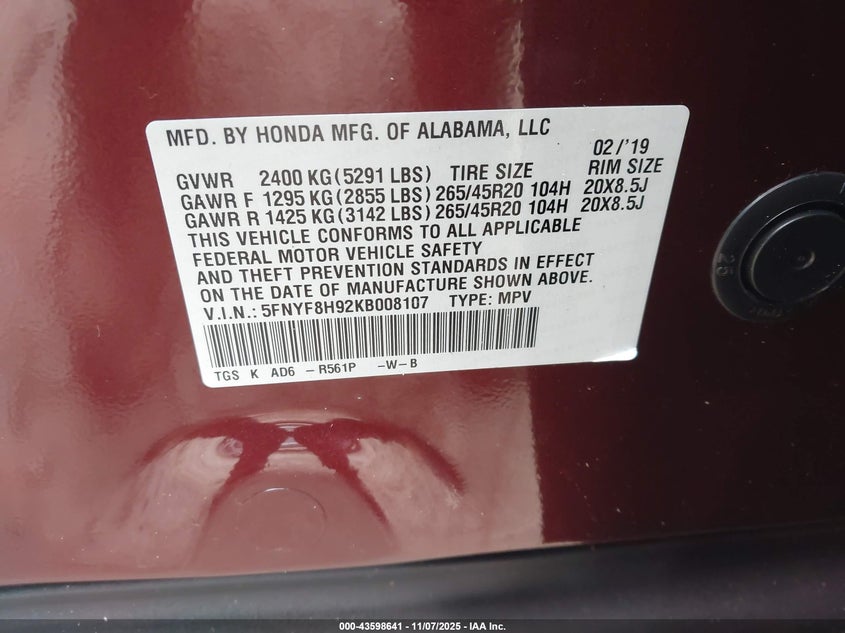 MFD. BY HONDA MFG. OF ALABAMA, LLC
02/'19
GVWR 2400 KG(5291 LBS) TIRE SIZE RIM SIZE
GAWR F 1295 KG(2855 LBS) 265/45R20 104H 20X8.5J
GAWR R 1425 KG(3142 LBS) 265/45R20 104H 20X8.5J
THIS VEHICLE CONFORMS TO ALL APPLICABLE
FEDERAL MOTOR VEHICLE SAFETY
AND THEFT PREVENTION STANDARDS IN EFFECT
ON THE DATE OF MANUFACTURE SHOWN ABOVE.
V.I.N.: 5FNYF8H92KB008107 TYPE: MPV
TGS K AD6 -R561P -W-B
25
000-43598641 - 11/07/2025 - IAA Inc.